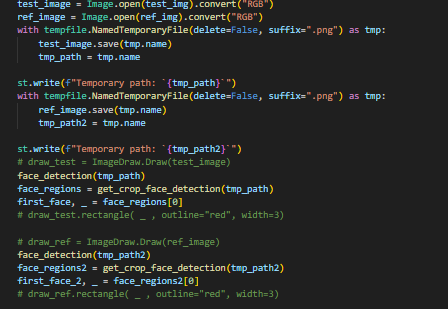 test_image = Image.open(test_img).convert("RGB")
ref_image = Image.open(ref_img).convert("RGB")
with tempfile.NamedTemporaryFile(delete=False, suffix=".png") as tmp:
    test_image.save(tmp.name)
    tmp_path = tmp.name

st.write(f"Temporary path: `{tmp_path}`")
with tempfile.NamedTemporaryFile(delete=False, suffix=".png") as tmp:
    ref_image.save(tmp.name)
    tmp_path2 = tmp.name

st.write(f"Temporary path: `{tmp_path2}`")
# draw_test = ImageDraw.Draw(test_image)
face_detection(tmp_path)
face_regions = get_crop_face_detection(tmp_path)
first_face, _ = face_regions[0]
# draw_test.rectangle( _ , outline="red", width=3)

# draw_ref = ImageDraw.Draw(ref_image)
face_detection(tmp_path2)
face_regions2 = get_crop_face_detection(tmp_path2)
first_face_2, _ = face_regions2[0]
# draw_ref.rectangle( _ , outline="red", width=3)